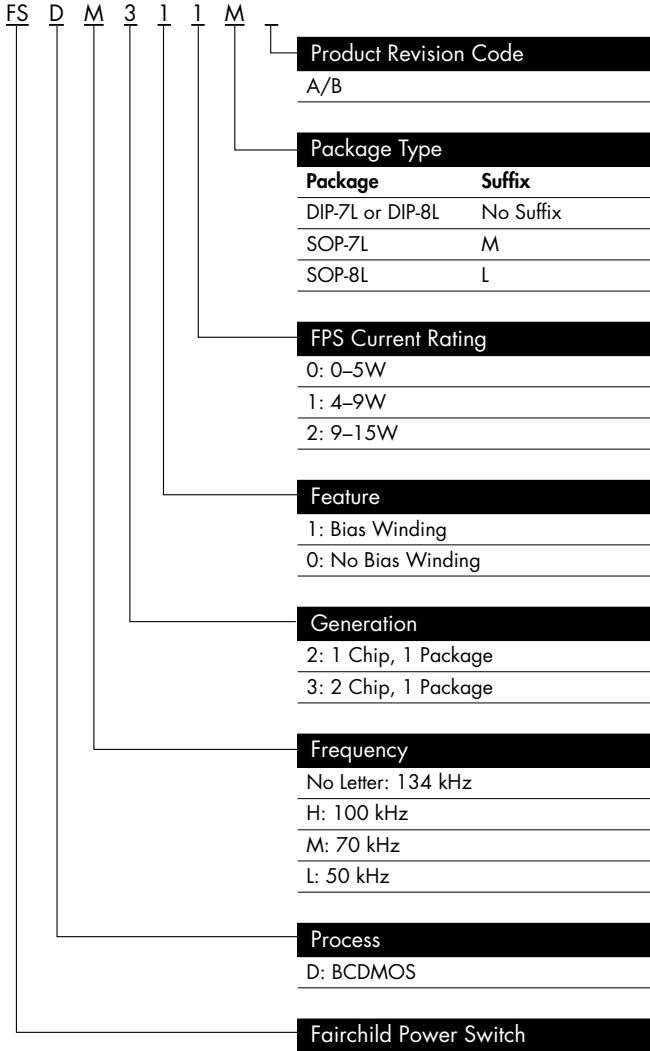 FS D M 3 1 1 M _
Product Revision Code
A/B
Package Type
Package Suffix
DIP-7L or DIP-8L No Suffix
SOP-7L M
SOP-8L L
FPS Current Rating
0: 0–5W
1: 4–9W
2: 9–15W
Feature
1: Bias Winding
0: No Bias Winding
Generation
2: 1 Chip, 1 Package
3: 2 Chip, 1 Package
Frequency
No Letter: 134 kHz
H: 100 kHz
M: 70 kHz
L: 50 kHz
Process
D: BCDMOS
Fairchild Power Switch